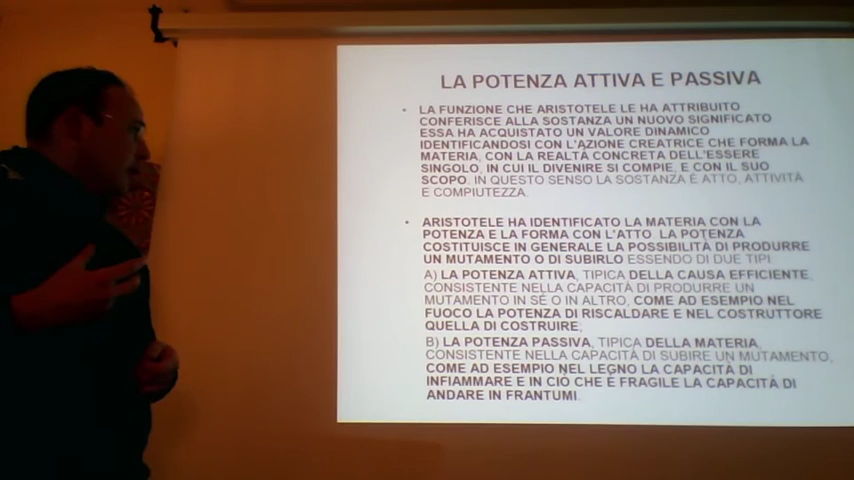 LA POTENZA ATTIVA E PASSIVA
• LA FUNZIONE CHE ARISTOTELE LE HA ATTRIBUITO
CONFERISCE ALLA SOSTANZA UN NUOVO SIGNIFICATO
ESSA HA ACQUISTATO UN VALORE DINAMICO
IDENTIFICANDOSI CON L'AZIONE CREATRICE CHE FORMA LA
MATERIA, CON LA REALTÀ CONCRETA DELL'ESSERE
SINGOLO, IN CUI IL DIVENIRE SI COMPIE, E CON IL SUO
SCOPO. IN QUESTO SENSO LA SOSTANZA È ATTO, ATTIVITÀ
E COMPIUTEZZA.
• ARISTOTELE HA IDENTIFICATO LA MATERIA CON LA
POTENZA E LA FORMA CON L'ATTO. LA POTENZA
COSTITUISCE IN GENERALE LA POSSIBILITÀ DI PRODURRE
UN MUTAMENTO O DI SUBIRLO ESSENDO DI DUE TIPI
A) LA POTENZA ATTIVA, TIPICA DELLA CAUSA EFFICIENTE,
CONSISTENTE NELLA CAPACITÀ DI PRODURRE UN
MUTAMENTO IN SÉ O IN ALTRO, COME AD ESEMPIO NEL
FUOCO LA POTENZA DI RISCALDARE E NEL COSTRUTTORE
QUELLA DI COSTRUIRE;
B) LA POTENZA PASSIVA, TIPICA DELLA MATERIA,
CONSISTENTE NELLA CAPACITÀ DI SUBIRE UN MUTAMENTO,
COME AD ESEMPIO NEL LEGNO LA CAPACITÀ DI
INFIAMMARE E IN CIÒ CHE È FRAGILE LA CAPACITÀ DI
ANDARE IN FRANTUMI.